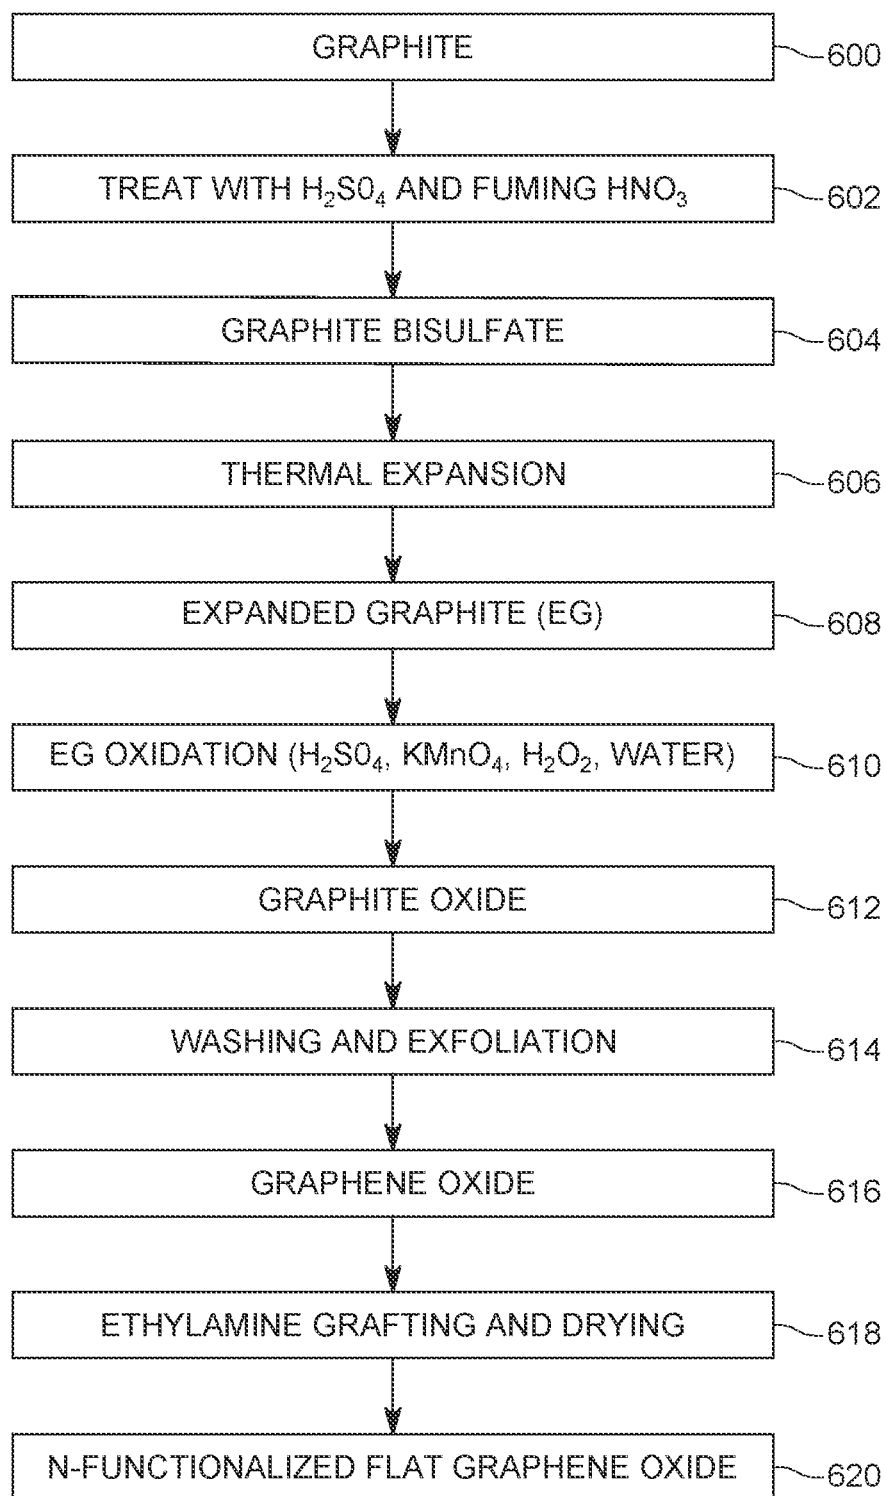 GRAPHITE 600
TREAT WITH H₂S0₄ AND FUMING HNO₃ 602
GRAPHITE BISULFATE 604
THERMAL EXPANSION 606
EXPANDED GRAPHITE (EG) 608
EG OXIDATION (H₂S0₄, KMnO₄, H₂O₂, WATER) 610
GRAPHITE OXIDE 612
WASHING AND EXFOLIATION 614
GRAPHENE OXIDE 616
ETHYLAMINE GRAFTING AND DRYING 618
N-FUNCTIONALIZED FLAT GRAPHENE OXIDE 620